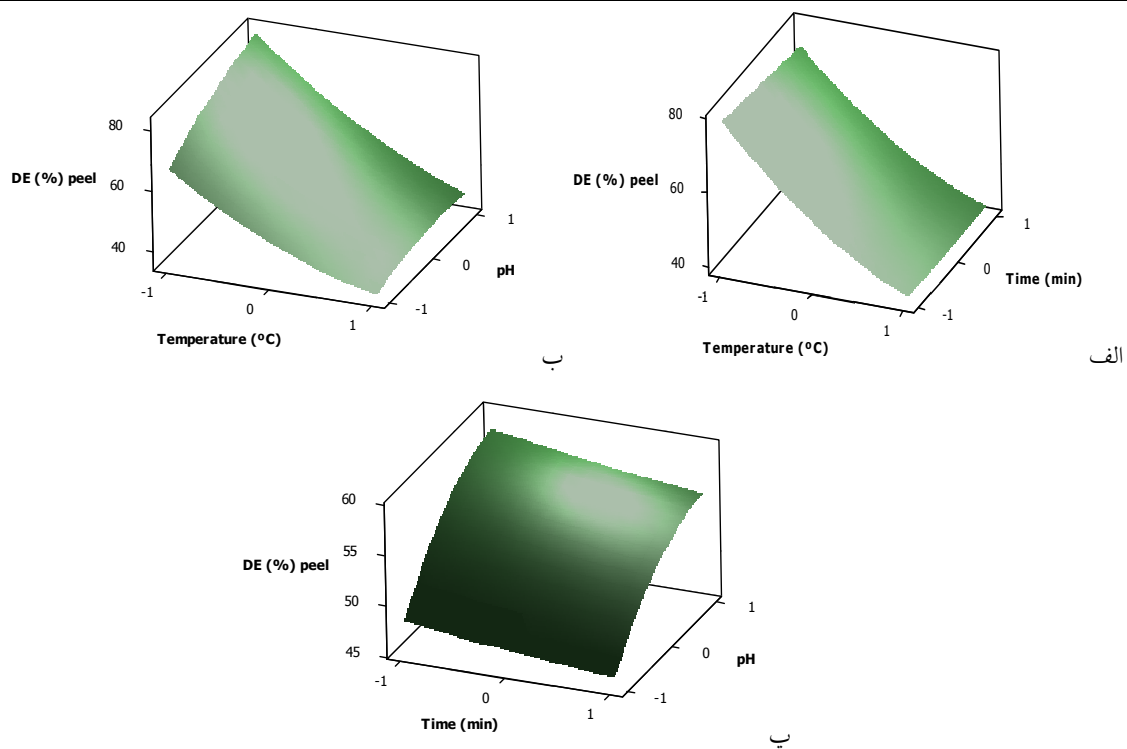 80
60
40
DE (%) peel
-1
0
1
Temperature (ºC)
1
0
-1
pH
ب
80
60
40
DE (%) peel
-1
0
1
Temperature (ºC)
1
0
-1
Time (min)
الف
60
55
50
45
DE (%) peel
-1
0
1
Time (min)
1
0
-1
pH
پ